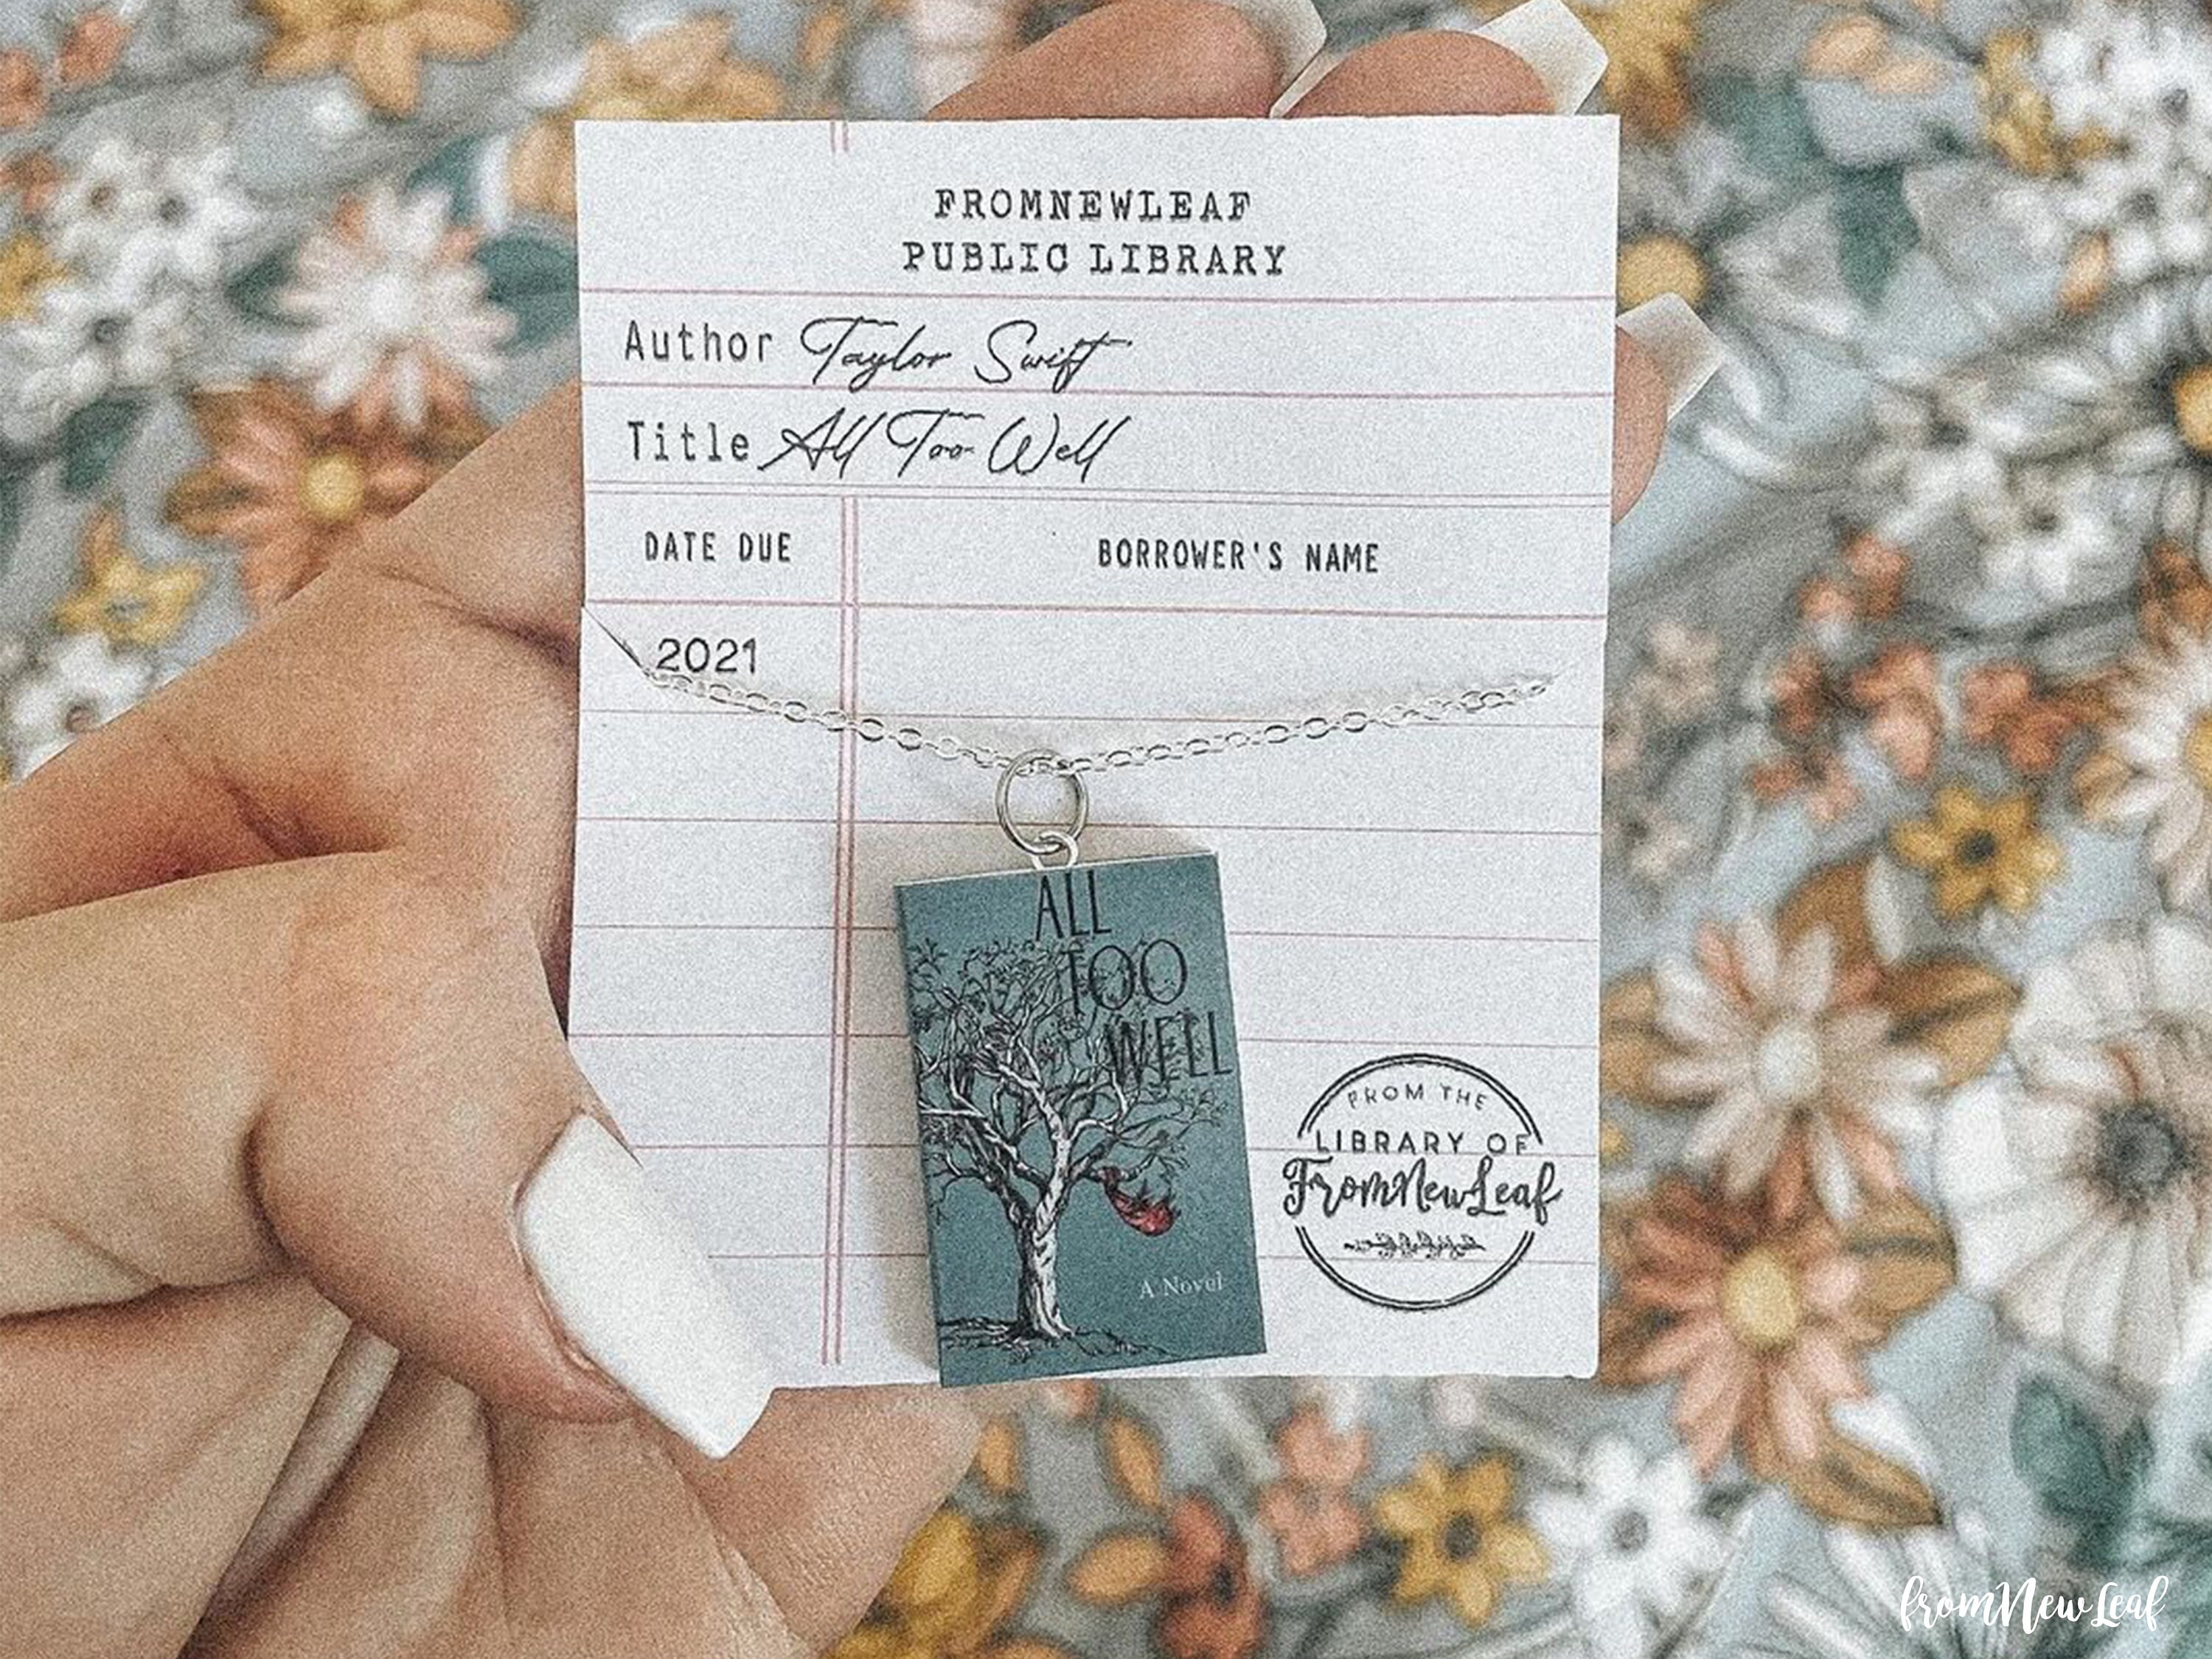 FROMNEWLEAF
PUBLIC LIBRARY
Author Taylor Swift
Title All Too Well
DATE DUE BORROWER'S NAME
2021
ALL
TOO
WELL
A Novel
FROM THE
LIBRARY OF
FromNewLeaf
fromNewLeaf